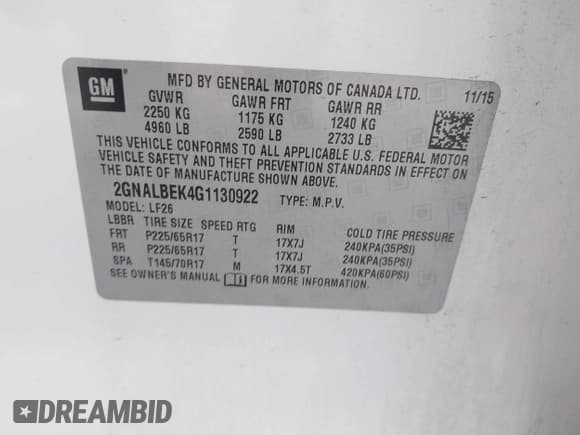 GM
MFD BY GENERAL MOTORS OF CANADA LTD. 11/15
GVWR GAWR FRT GAWR RR
2250 KG 1175 KG 1240 KG
4960 LB 2590 LB 2733 LB
THIS VEHICLE CONFORMS TO ALL APPLICABLE U.S. FEDERAL MOTOR
VEHICLE SAFETY AND THEFT PREVENTION STANDARDS IN EFFECT ON
THE DATE OF MANUFACTURE SHOWN ABOVE.
2GNALBEK4G1130922 TYPE: M.P.V.
MODEL: LF26
LBBR TIRE SIZE SPEED RTG RIM COLD TIRE PRESSURE
FRT P225/65R17 T 17X7J 240KPA(35PSI)
RR P225/65R17 T 17X7J 240KPA(35PSI)
SPA T145/70R17 M 17X4.5T 420KPA(60PSI)
SEE OWNER'S MANUAL FOR MORE INFORMATION.
DREAMBID